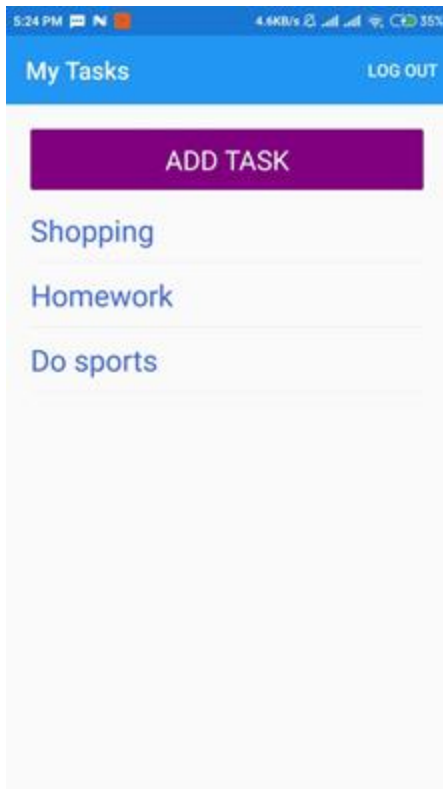 5:24 PM 4.6KB/s 35%
My Tasks LOG OUT
ADD TASK
Shopping
Homework
Do sports